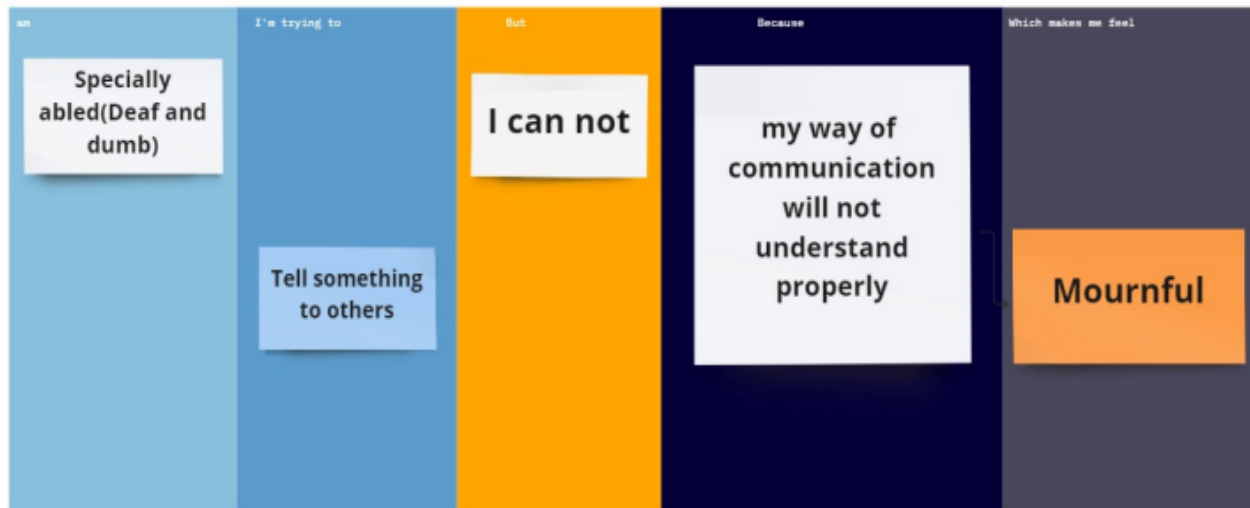 am
I'm trying to
But
Because
Which makes me feel
Specially
abled(Deaf and
dumb)
Tell something
to others
I can not
my way of
communication
will not
understand
properly
Mournful